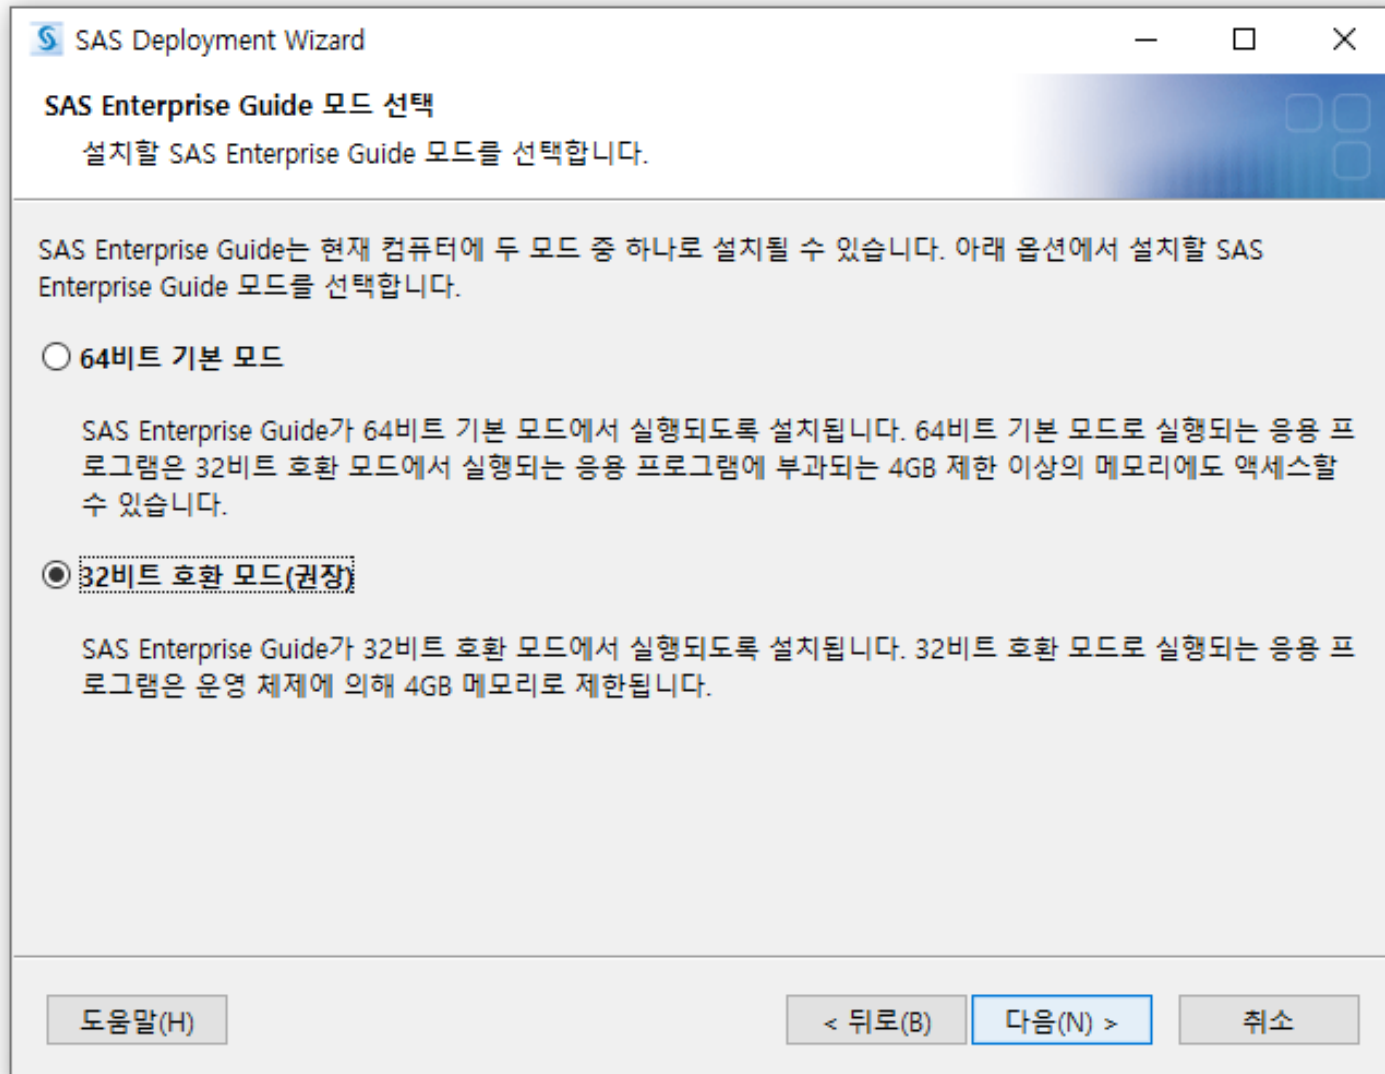 SAS Deployment Wizard
SAS Enterprise Guide 모드 선택
설치할 SAS Enterprise Guide 모드를 선택합니다.
SAS Enterprise Guide는 현재 컴퓨터에 두 모드 중 하나로 설치될 수 있습니다. 아래 옵션에서 설치할 SAS
Enterprise Guide 모드를 선택합니다.
64비트 기본 모드
SAS Enterprise Guide가 64비트 기본 모드에서 실행되도록 설치됩니다. 64비트 기본 모드로 실행되는 응용 프
로그램은 32비트 호환 모드에서 실행되는 응용 프로그램에 부과되는 4GB 제한 이상의 메모리에도 액세스할
수 있습니다.
32비트 호환 모드(권장)
SAS Enterprise Guide가 32비트 호환 모드에서 실행되도록 설치됩니다. 32비트 호환 모드로 실행되는 응용 프
로그램은 운영 체제에 의해 4GB 메모리로 제한됩니다.
도움말(H)
< 뒤로(B)
다음(N) >
취소